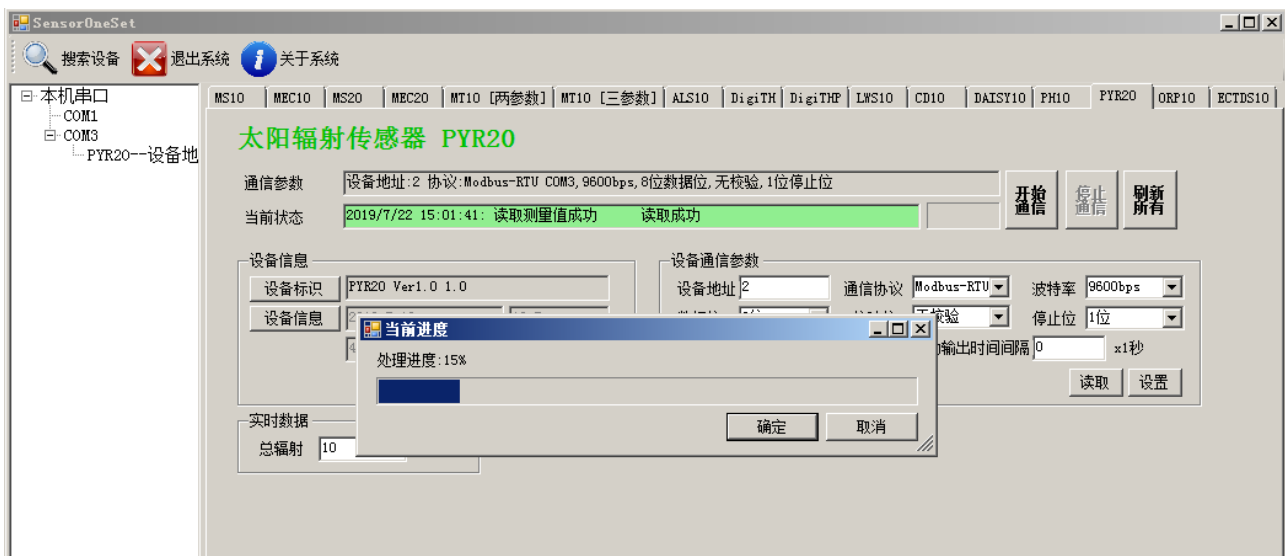 SensorOneSet
搜索设备 退出系统 关于系统
本机串口
COM1
COM3
PYR20--设备地
MS10 MEC10 MS20 MEC20 MT10 [两参数] MT10 [三参数] ALS10 DigiTH DigiTHP LWS10 CD10 DAISY10 PH10 PYR20 ORP10 ECTDS10
太阳辐射传感器 PYR20
通信参数 设备地址:2 协议:Modbus-RTU COM3,9600bps,8位数据位,无校验,1位停止位
当前状态 2019/7/22 15:01:41: 读取测量值成功 读取成功
开始通信 停止通信 刷新所有
设备信息
设备标识 PYR20 Ver1.0 1.0
设备信息
设备通信参数
设备地址 2 通信协议 Modbus-RTU 波特率 9600bps
停止位 1位
输出时间间隔 0 x1秒
读取 设置
当前进度
处理进度:15%
确定 取消
实时数据
总辐射 10